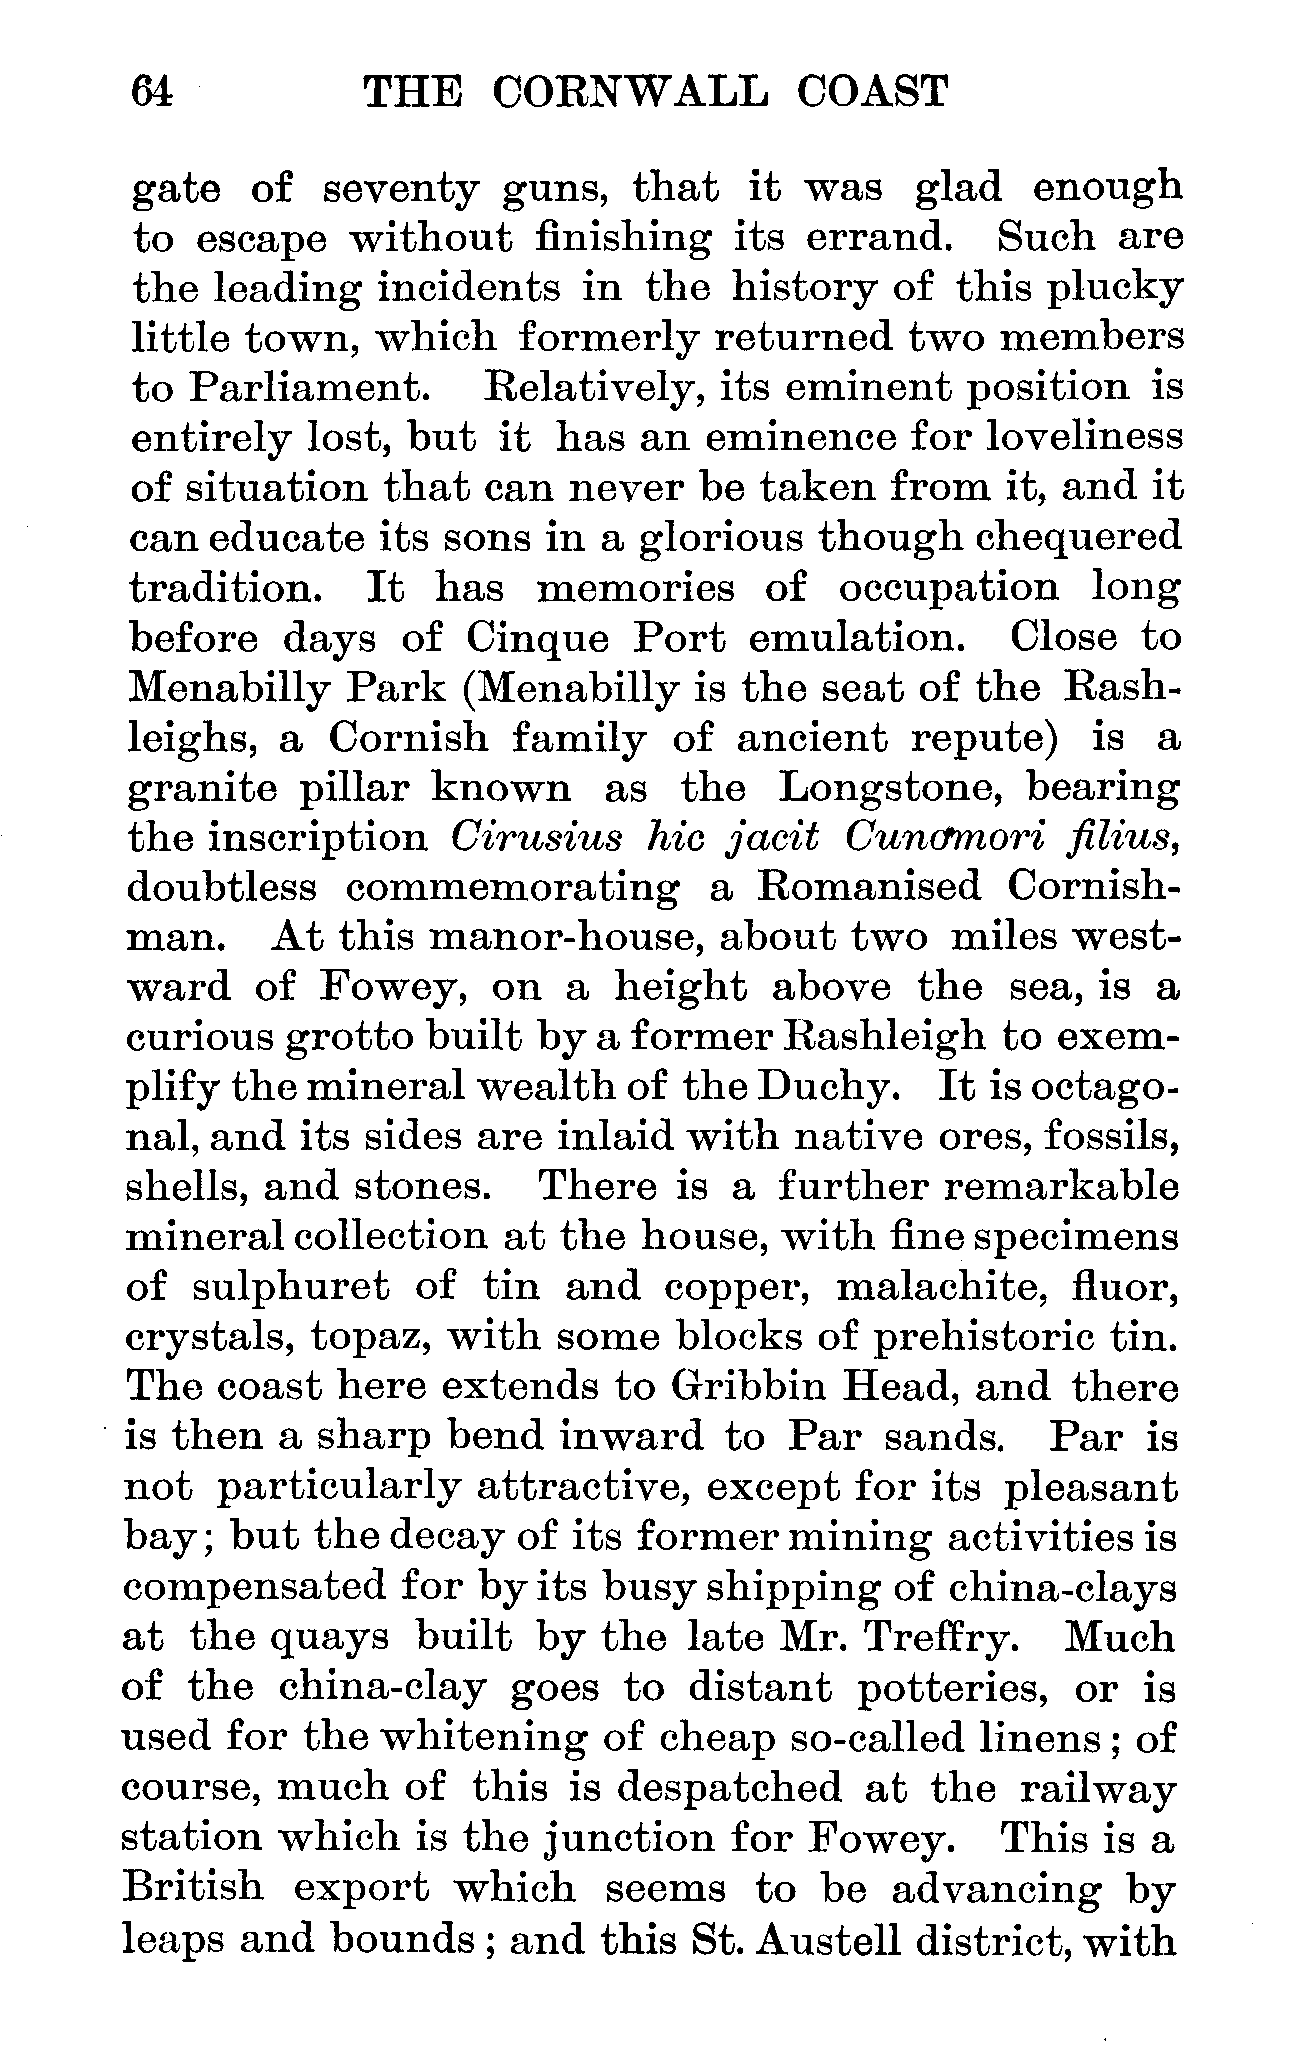 64 THE CORNWALL COAST
gate of seventy guns, that it was glad enough
to escape without finishing its errand. Such are
the leading incidents in the history of this plucky
little town, which formerly returned two members
to Parliament. Relatively, its eminent position is
entirely lost, but it has an eminence for loveliness
of situation that can never be taken from it, and it
can educate its sons in a glorious though chequered
tradition. It has memories of occupation long
before days of Cinque Port emulation. Close to
Menabilly Park (Menabilly is the seat of the Rash-
leighs, a Cornish family of ancient repute) is a
granite pillar known as the Longstone, bearing
the inscription Cirusius hic jacit Cunomori filius,
doubtless commemorating a Romanised Cornish-
man. At this manor-house, about two miles west-
ward of Fowey, on a height above the sea, is a
curious grotto built by a former Rashleigh to exem-
plify the mineral wealth of the Duchy. It is octago-
nal, and its sides are inlaid with native ores, fossils,
shells, and stones. There is a further remarkable
mineral collection at the house, with fine specimens
of sulphuret of tin and copper, malachite, fluor,
crystals, topaz, with some blocks of prehistoric tin.
The coast here extends to Gribbin Head, and there
is then a sharp bend inward to Par sands. Par is
not particularly attractive, except for its pleasant
bay; but the decay of its former mining activities is
compensated for by its busy shipping of china-clays
at the quays built by the late Mr. Treffry. Much
of the china-clay goes to distant potteries, or is
used for the whitening of cheap so-called linens; of
course, much of this is despatched at the railway
station which is the junction for Fowey. This is a
British export which seems to be advancing by
leaps and bounds; and this St. Austell district, with